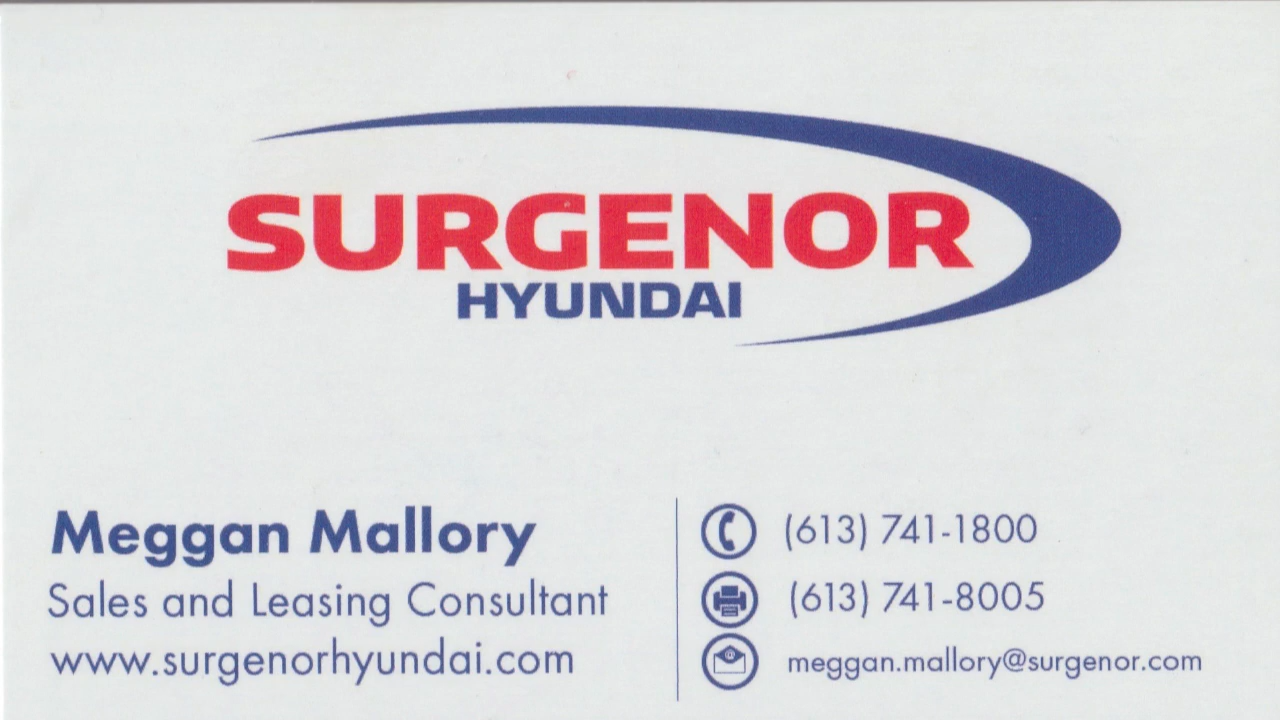 SURGENOR
HYUNDAI
Meggan Mallory
Sales and Leasing Consultant
www.surgenorhyundai.com
(613) 741-1800
(613) 741-8005
meggan.mallory@surgenor.com